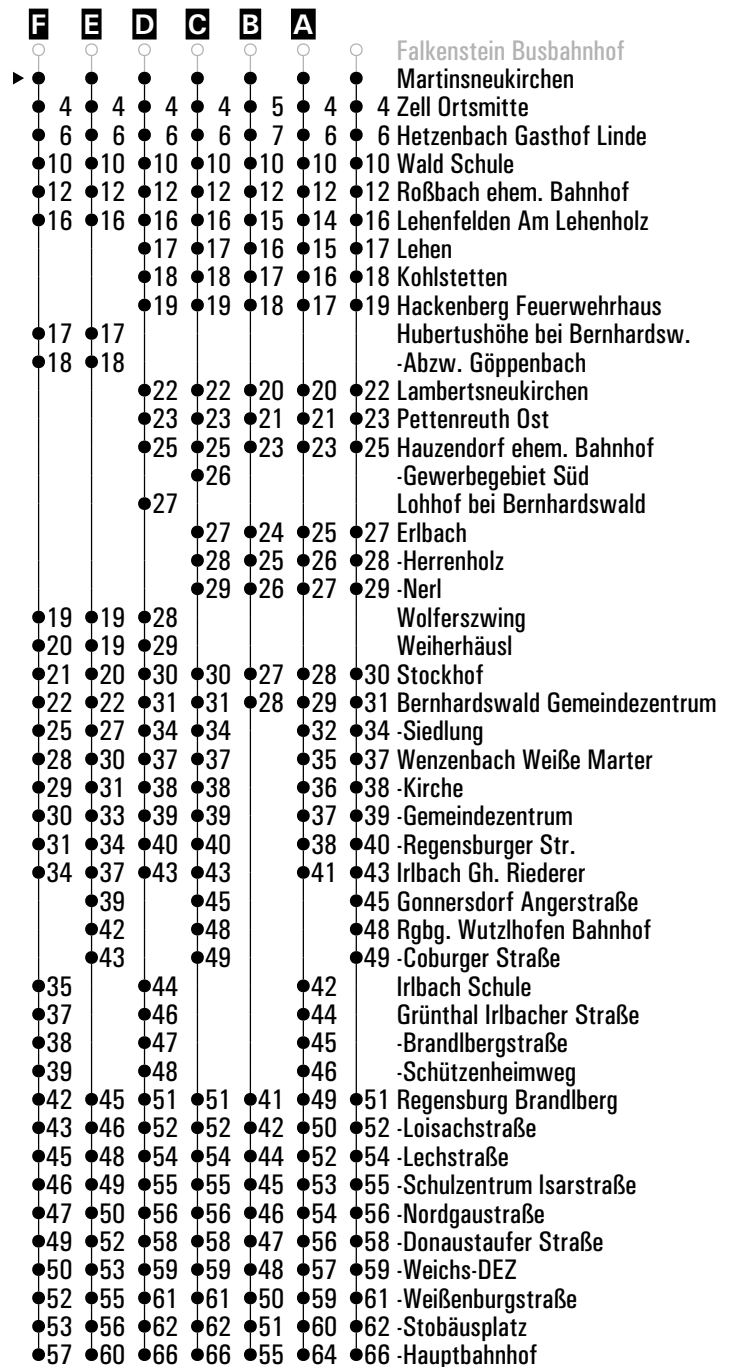 F E D C B A
Falkenstein Busbahnhof
Martinsneukirchen
4 4 4 4 5 4 4 Zell Ortsmitte
6 6 6 6 7 6 6 Hetzenbach Gasthof Linde
10 10 10 10 10 10 10 Wald Schule
12 12 12 12 12 12 12 Roßbach ehem. Bahnhof
16 16 16 16 15 14 16 Lehenfelden Am Lehenholz
17 17 16 15 17 Lehen
18 18 17 16 18 Kohlstetten
19 19 18 17 19 Hackenberg Feuerwehrhaus
17 17 Hubertushöhe bei Bernhardsw.
18 18 -Abzw. Göppenbach
22 22 20 20 22 Lambertsneukirchen
23 23 21 21 23 Pettenreuth Ost
25 25 23 23 25 Hauzendorf ehem. Bahnhof
26 -Gewerbegebiet Süd
27 Lohhof bei Bernhardswald
27 24 25 27 Erlbach
28 25 26 28 -Herrenholz
29 26 27 29 -Nerl
19 19 28 Wolferszwing
20 19 29 Weiherhäusl
21 20 30 30 27 28 30 Stockhof
22 22 31 31 28 29 31 Bernhardswald Gemeindezentrum
25 27 34 34 32 34 -Siedlung
28 30 37 37 35 37 Wenzenbach Weiße Marter
29 31 38 38 36 38 -Kirche
30 33 39 39 37 39 -Gemeindezentrum
31 34 40 40 38 40 -Regensburger Str.
34 37 43 43 41 43 Irlbach Gh. Riederer
39 45 45 Gonnersdorf Angerstraße
42 48 48 Rgbg. Wutzlhofen Bahnhof
43 49 49 -Coburger Straße
35 44 42 Irlbach Schule
37 46 44 Grünthal Irlbacher Straße
38 47 45 -Brandlbergstraße
39 48 46 -Schützenheimweg
42 45 51 51 41 49 51 Regensburg Brandlberg
43 46 52 52 42 50 52 -Loisachstraße
45 48 54 54 44 52 54 -Lechstraße
46 49 55 55 45 53 55 -Schulzentrum Isarstraße
47 50 56 56 46 54 56 -Nordgaustraße
49 52 58 58 47 56 58 -Donaustaufer Straße
50 53 59 59 48 57 59 -Weichs-DEZ
52 55 61 61 50 59 61 -Weißenburgstraße
53 56 62 62 51 60 62 -Stobäusplatz
57 60 66 66 55 64 66 -Hauptbahnhof